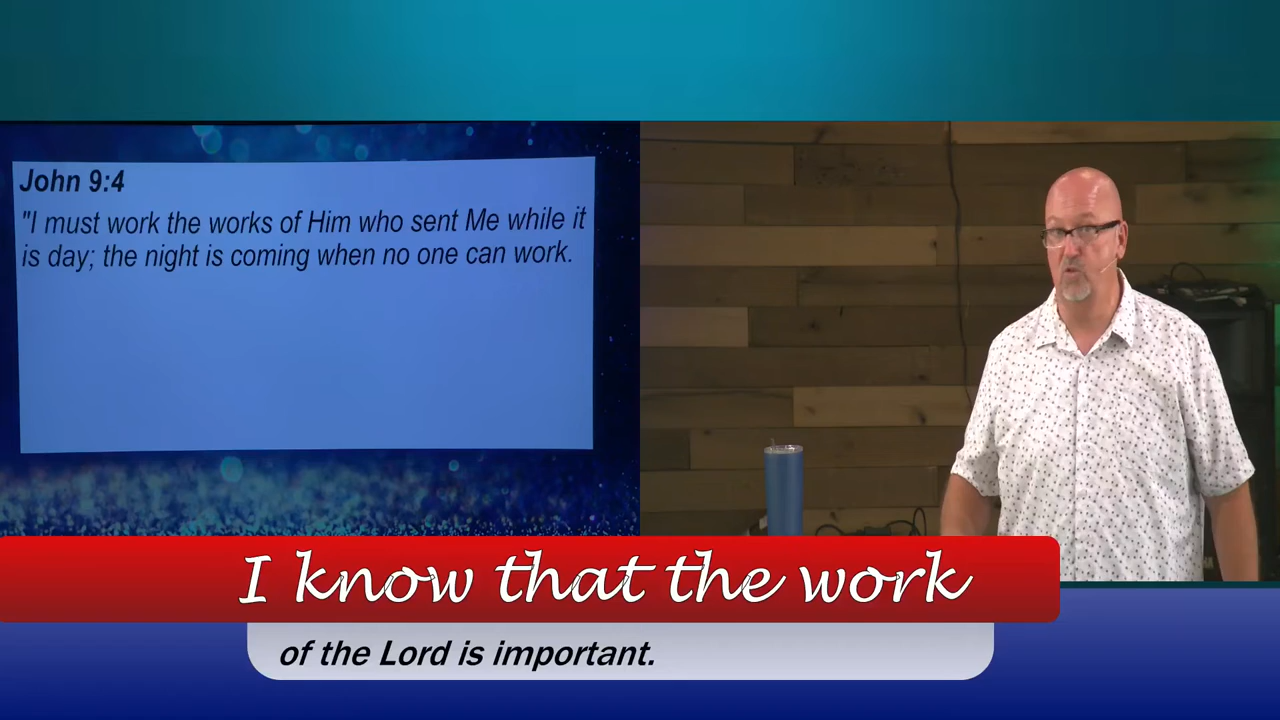 John 9:4
"I must work the works of Him who sent Me while it
is day; the night is coming when no one can work.
I know that the work
of the Lord is important.